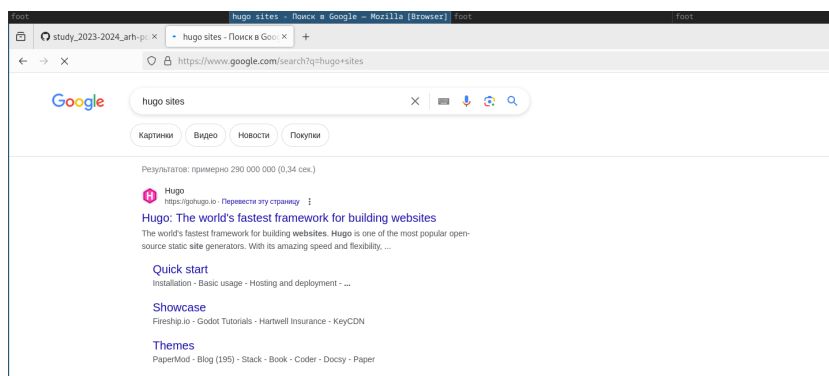 foot hugo sites - Поиск в Google — Mozilla [Browser] foot foot
study_2023-2024_arh-pc × hugo sites - Поиск в Goo × +
https://www.google.com/search?q=hugo+sites
Google hugo sites
Картинки Видео Новости Покупки
Результатов: примерно 290 000 000 (0,34 сек.)
Hugo
https://gohugo.io · Перевести эту страницу
Hugo: The world's fastest framework for building websites
The world's fastest framework for building websites. Hugo is one of the most popular open-
source static site generators. With its amazing speed and flexibility, ...
Quick start
Installation - Basic usage - Hosting and deployment - ...
Showcase
Fireship.io - Godot Tutorials - Hartwell Insurance - KeyCDN
Themes
PaperMod - Blog (195) - Stack - Book - Coder - Docsy - Paper